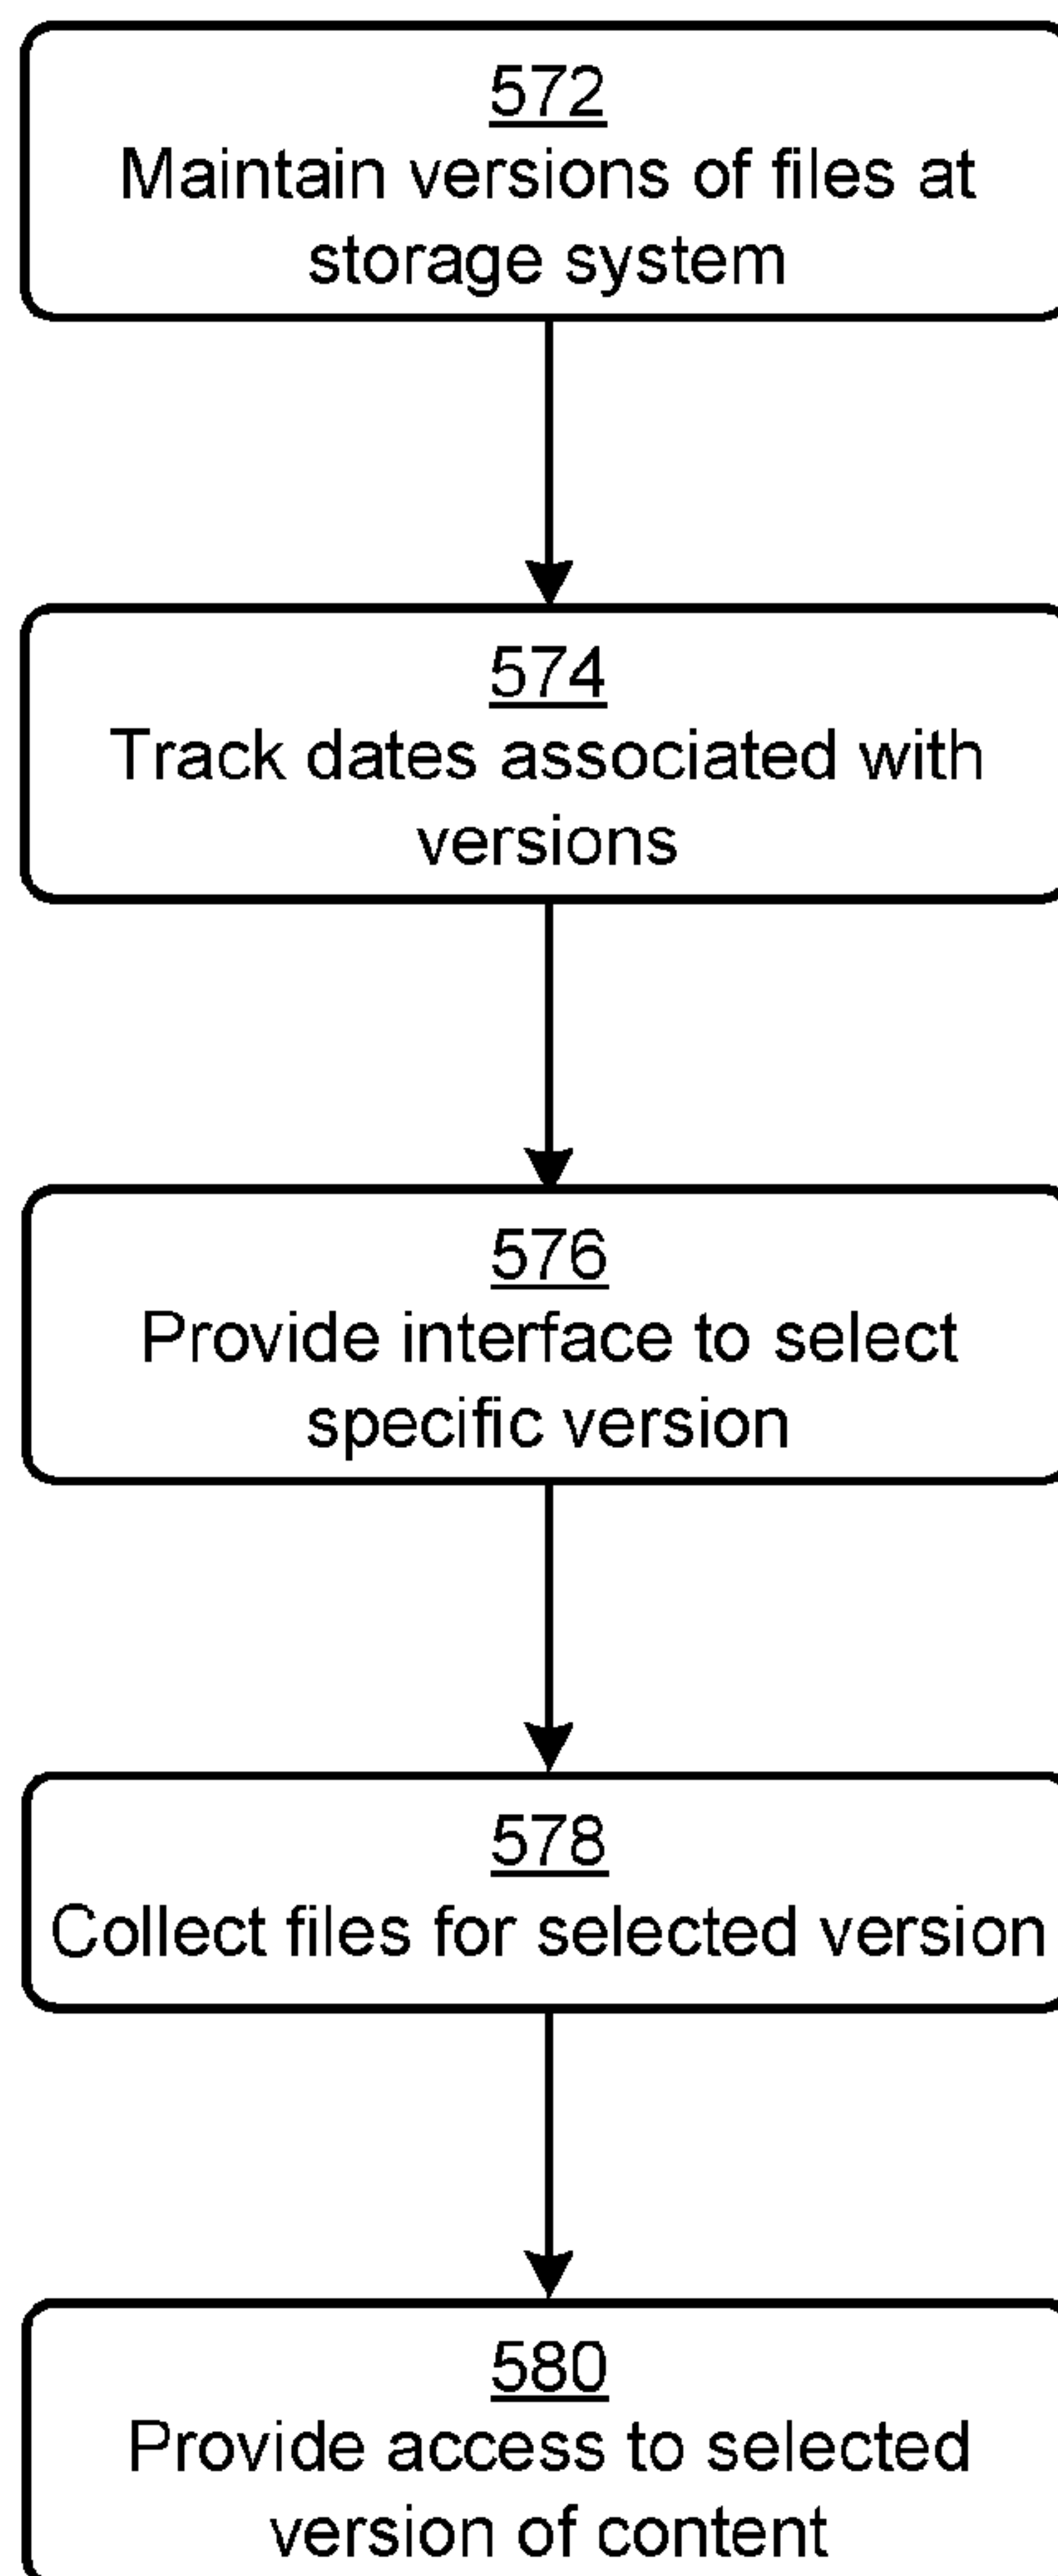 572
Maintain versions of files at
storage system
574
Track dates associated with
versions
576
Provide interface to select
specific version
578
Collect files for selected version
580
Provide access to selected
version of content